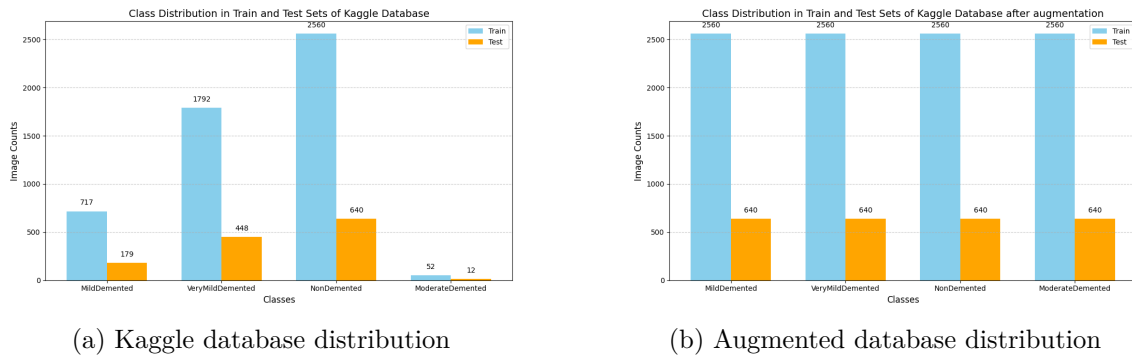 Class Distribution in Train and Test Sets of Kaggle Database
2560
Train
Test
2500
2000
1792
1500
Image Counts
1000
717
640
500
448
179
52
12
0
MildDemented
VeryMildDemented
NonDemented
ModerateDemented
Classes
(a) Kaggle database distribution
Class Distribution in Train and Test Sets of Kaggle Database after augmentation
2560
2560
2560
2560
Train
Test
2500
2000
1500
Image Counts
1000
640
640
640
640
500
0
MildDemented
VeryMildDemented
NonDemented
ModerateDemented
Classes
(b) Augmented database distribution